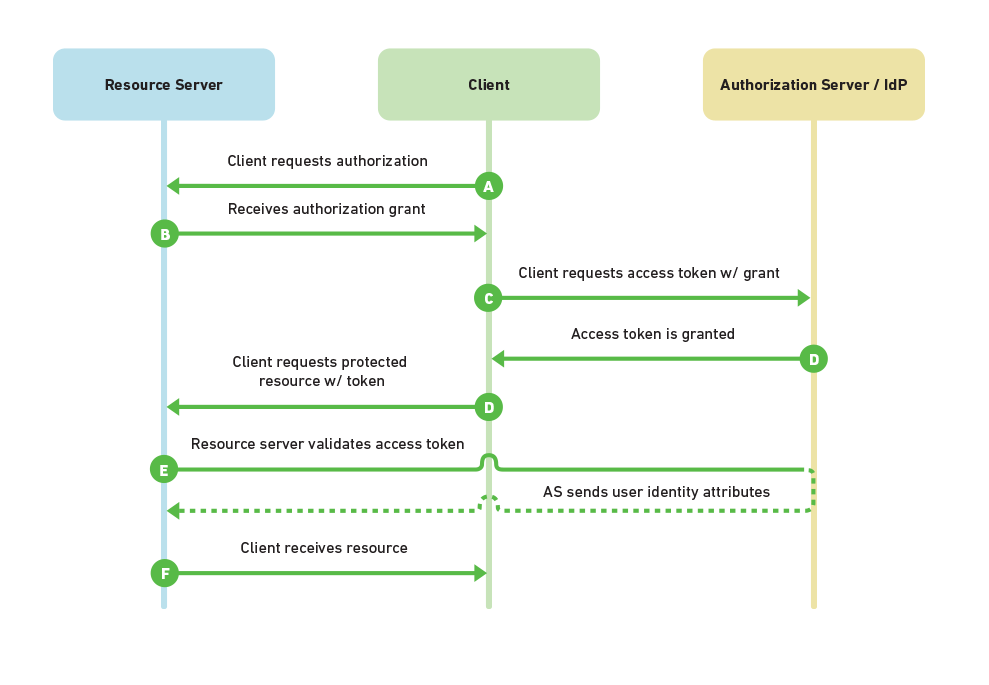 Resource Server
Client
Authorization Server / IdP
Client requests authorization
A
Receives authorization grant
B
Client requests access token w/ grant
C
Access token is granted
D
Client requests protected
resource w/ token
D
Resource server validates access token
E
AS sends user identity attributes
Client receives resource
F